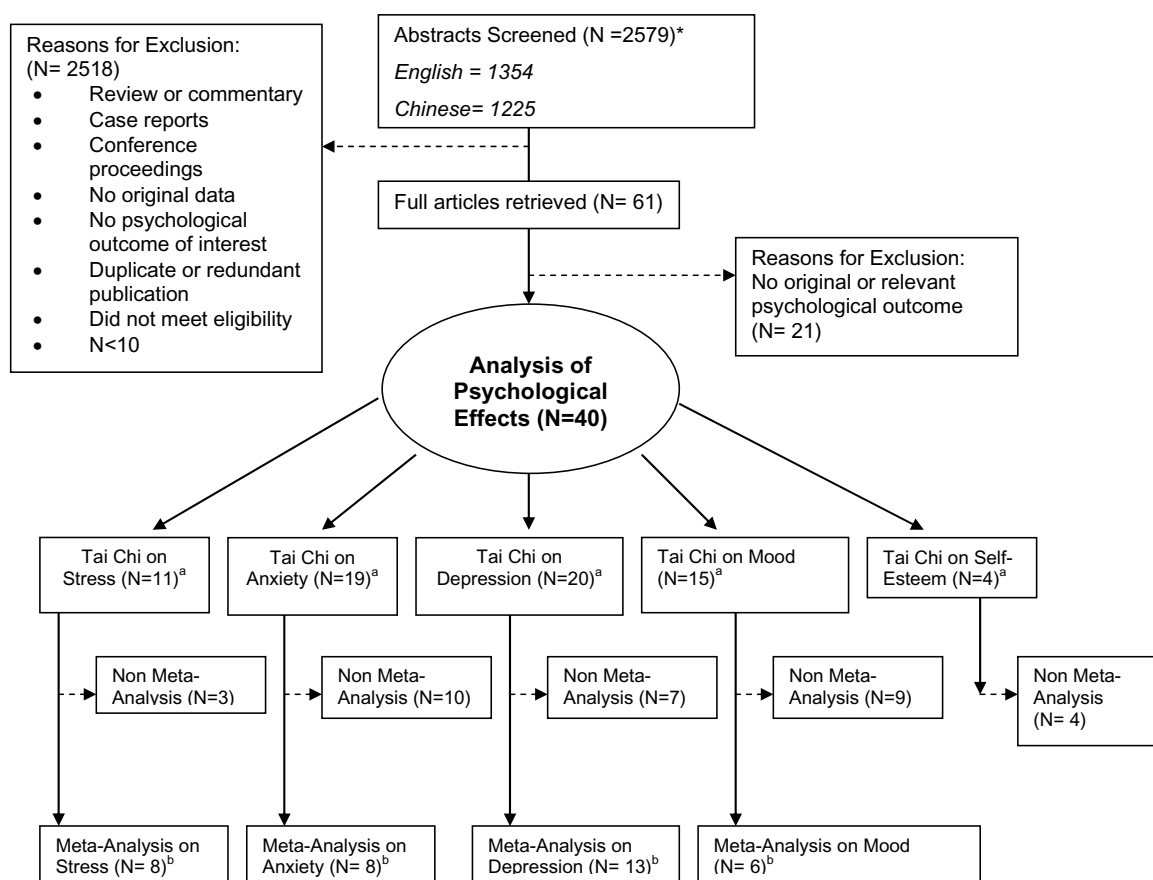 Reasons for Exclusion:
(N= 2518)
• Review or commentary
• Case reports
• Conference
proceedings
• No original data
• No psychological
outcome of interest
• Duplicate or redundant
publication
• Did not meet eligibility
• N<10
Abstracts Screened (N =2579)*
English = 1354
Chinese= 1225
Full articles retrieved (N= 61)
Reasons for Exclusion:
No original or relevant
psychological outcome
(N= 21)
Analysis of
Psychological
Effects (N=40)
Tai Chi on
Stress (N=11)a
Tai Chi on
Anxiety (N=19)a
Tai Chi on
Depression (N=20)a
Tai Chi on Mood
(N=15)a
Tai Chi on Self-
Esteem (N=4)a
Non Meta-
Analysis (N=3)
Non Meta-
Analysis (N=10)
Non Meta-
Analysis (N=7)
Non Meta-
Analysis (N=9)
Non Meta-
Analysis
(N= 4)
Meta-Analysis on
Stress (N= 8)b
Meta-Analysis on
Anxiety (N= 8)b
Meta-Analysis on
Depression (N= 13)b
Meta-Analysis on Mood
(N= 6)b